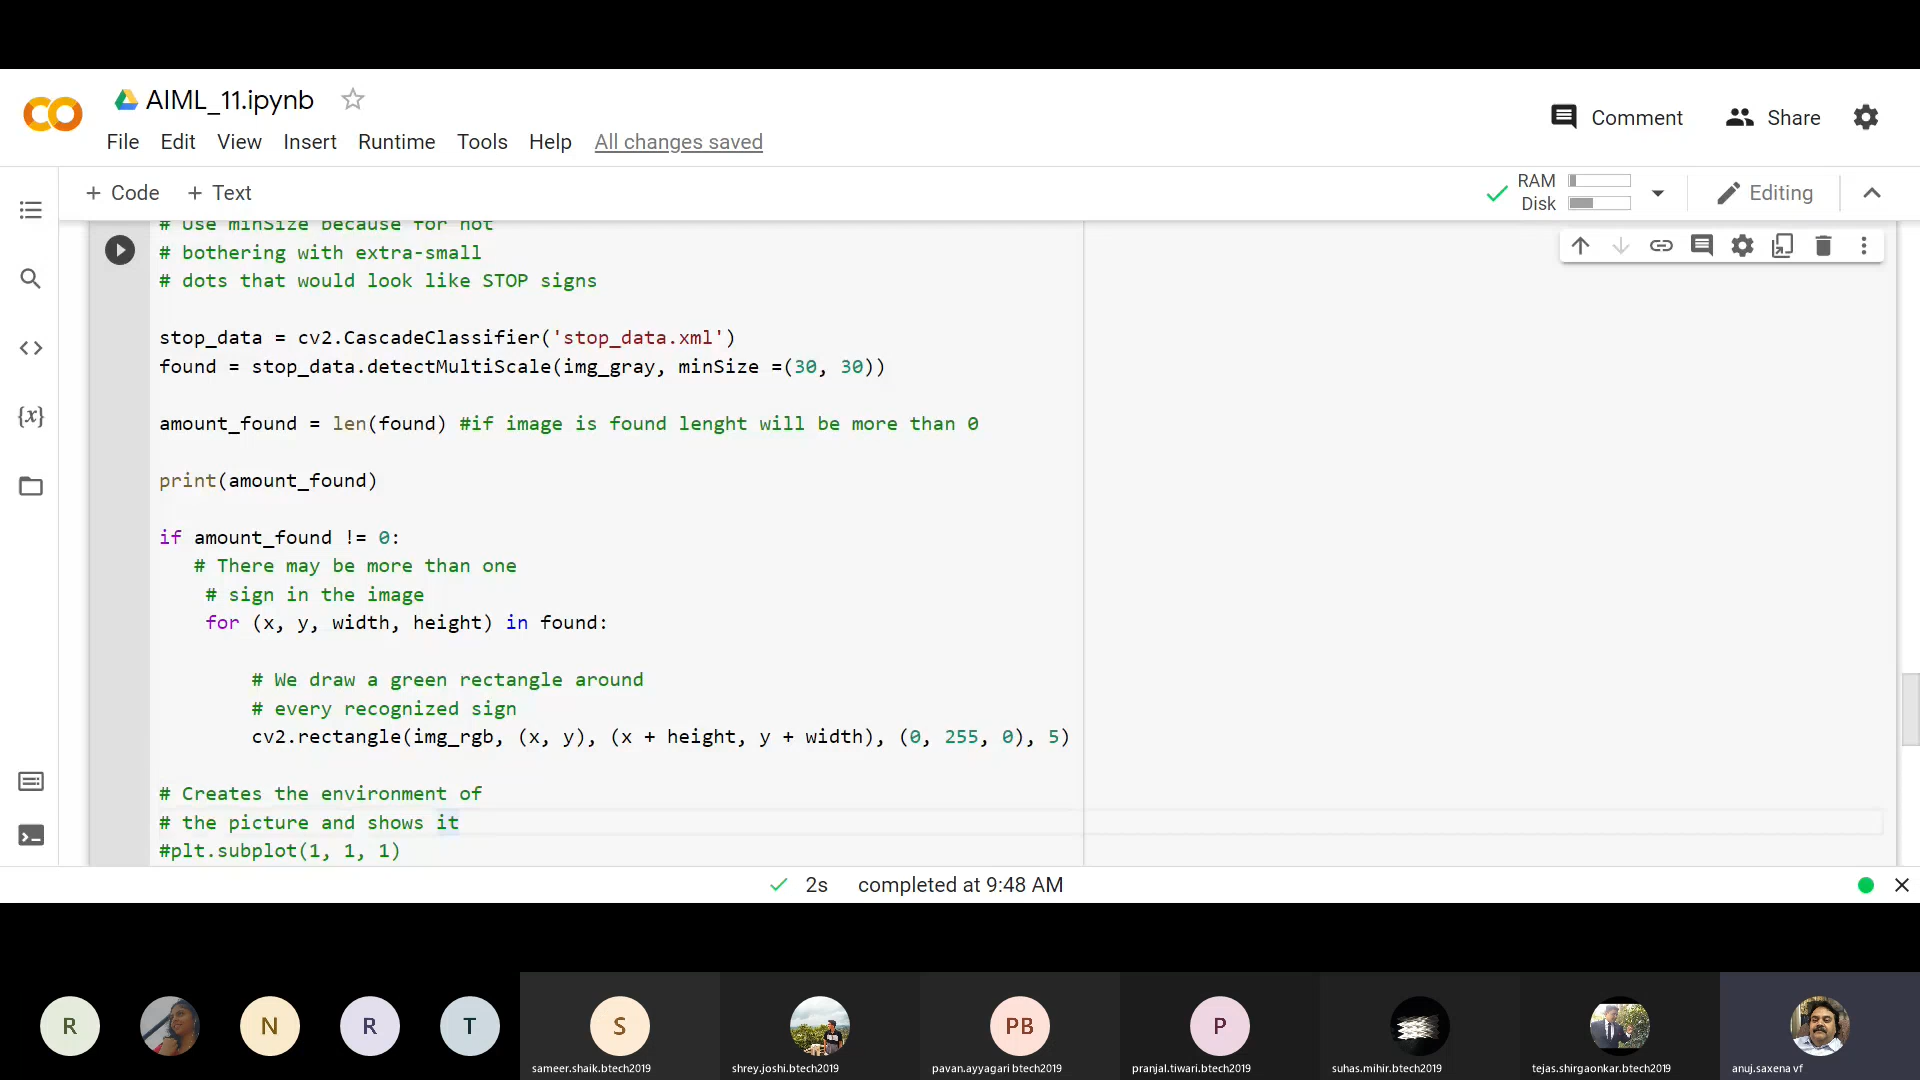 AIML_11.ipynb
File Edit View Insert Runtime Tools Help All changes saved
Comment Share
+ Code + Text
RAM
Disk
Editing
# Use minSize because for not
# bothering with extra-small
# dots that would look like STOP signs
stop_data = cv2.CascadeClassifier('stop_data.xml')
found = stop_data.detectMultiScale(img_gray, minSize =(30, 30))
amount_found = len(found) #if image is found lenght will be more than 0
print(amount_found)
if amount_found != 0:
# There may be more than one
# sign in the image
for (x, y, width, height) in found:
# We draw a green rectangle around
# every recognized sign
cv2.rectangle(img_rgb, (x, y), (x + height, y + width), (0, 255, 0), 5)
# Creates the environment of
# the picture and shows it
#plt.subplot(1, 1, 1)
2s completed at 9:48 AM
R N R T S PB P
sameer.shaik.btech2019 shrey.joshi.btech2019 pavan.ayyagari btech2019 pranjal.tiwari.btech2019 suhas.mihir.btech2019 tejas.shirgaonkar.btech2019 anuj.saxena vf